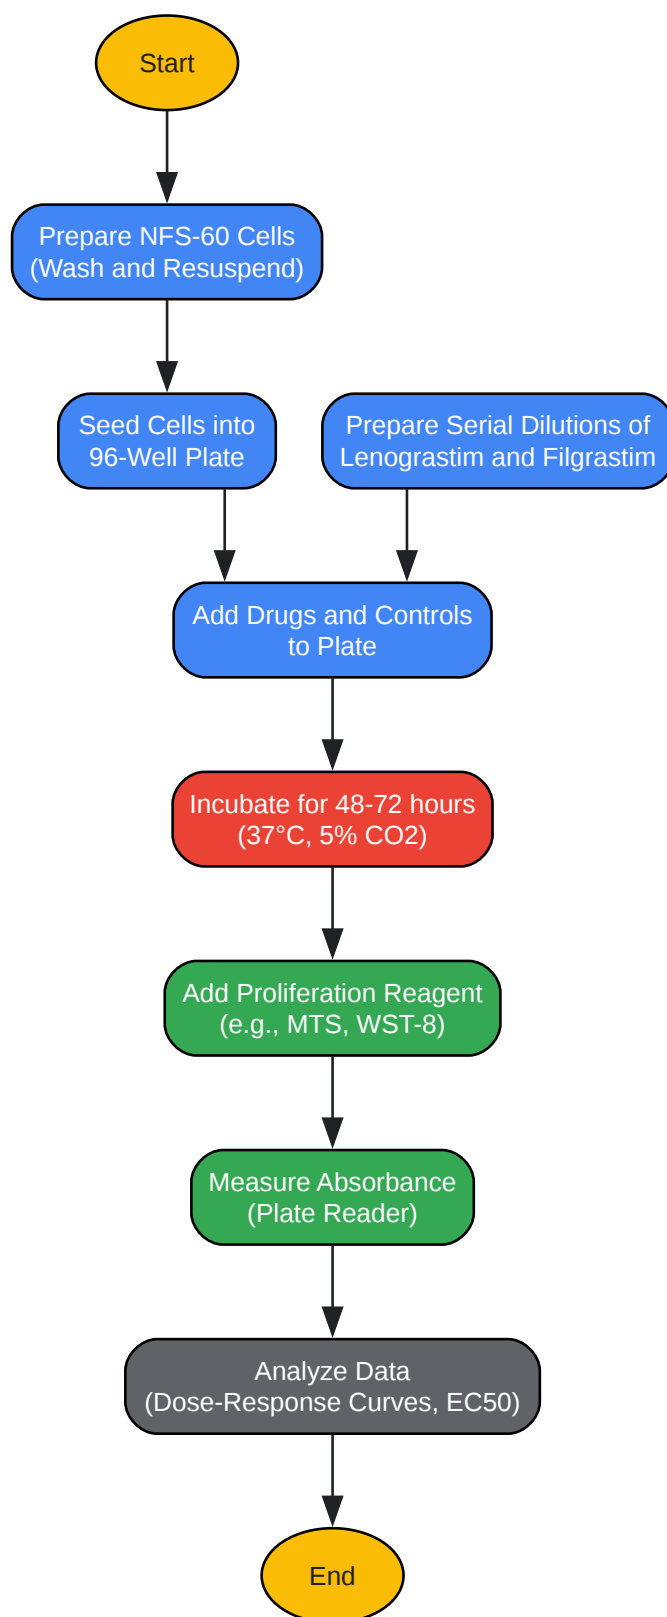 Start
Prepare NFS-60 Cells
(Wash and Resuspend)
Seed Cells into
96-Well Plate
Prepare Serial Dilutions of
Lenograstim and Filgrastim
Add Drugs and Controls
to Plate
Incubate for 48-72 hours
(37°C, 5% CO2)
Add Proliferation Reagent
(e.g., MTS, WST-8)
Measure Absorbance
(Plate Reader)
Analyze Data
(Dose-Response Curves, EC50)
End